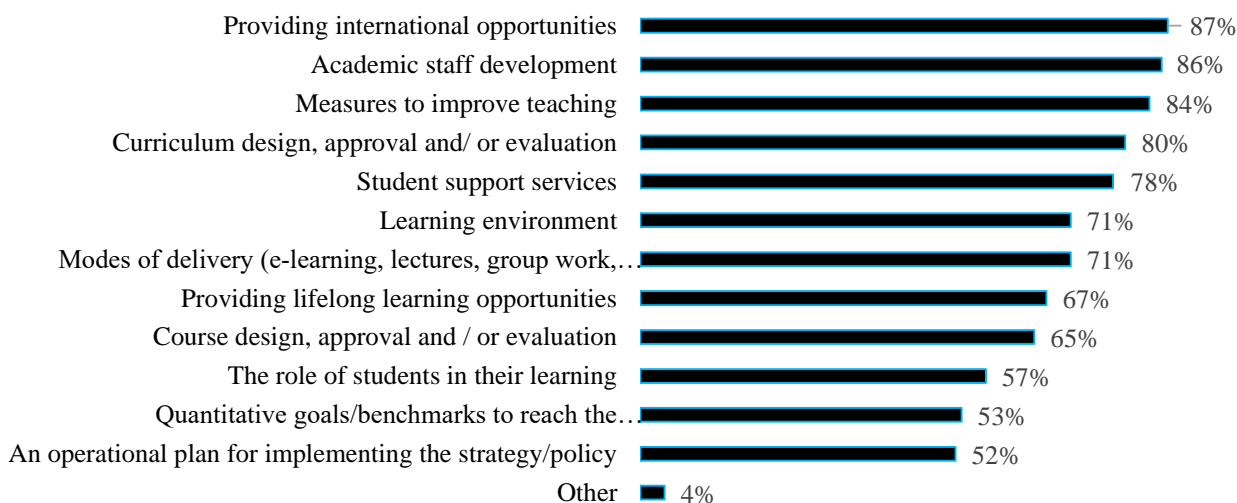 Providing international opportunities 87%
Academic staff development 86%
Measures to improve teaching 84%
Curriculum design, approval and/ or evaluation 80%
Student support services 78%
Learning environment 71%
Modes of delivery (e-learning, lectures, group work,… 71%
Providing lifelong learning opportunities 67%
Course design, approval and / or evaluation 65%
The role of students in their learning 57%
Quantitative goals/benchmarks to reach the… 53%
An operational plan for implementing the strategy/policy 52%
Other 4%